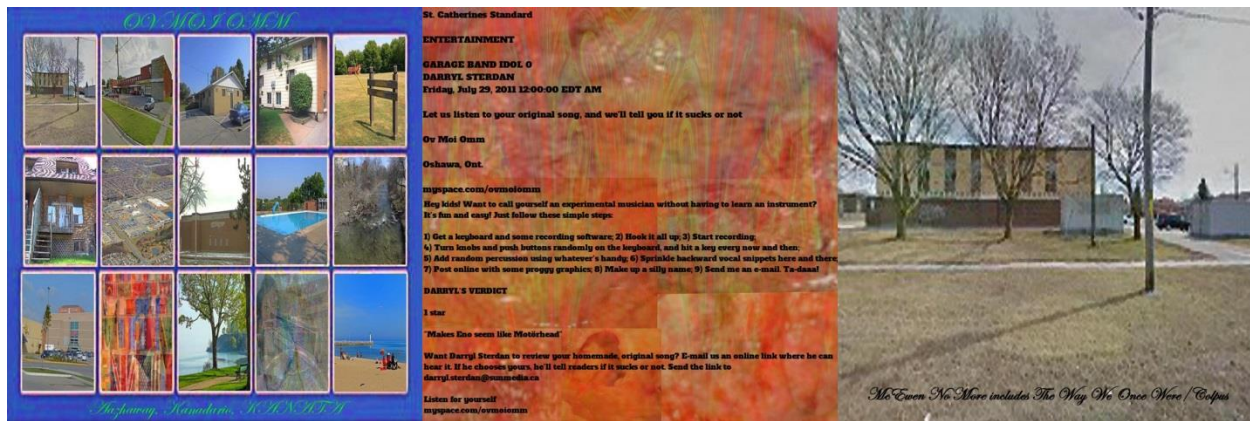 OV MOI OMM
Aazhaway, Kanadario, KANATA
St. Catherines Standard
ENTERTAINMENT
GARAGE BAND IDOL 0
DARRYL STERDAN
Friday, July 29, 2011 12:00:00 EDT AM
Let us listen to your original song, and we'll tell you if it sucks or not
Ov Moi Omm
Oshawa, Ont.
myspace.com/ovmoiomm
Hey kids! Want to call yourself an experimental musician without having to learn an instrument?
It's fun and easy! Just follow these simple steps:
1) Get a keyboard and some recording software; 2) Hook it all up; 3) Start recording;
4) Turn knobs and push buttons randomly on the keyboard, and hit a key every now and then;
5) Add random percussion using whatever's handy; 6) Sprinkle backward vocal snippets here and there;
7) Post online with some proggy graphics; 8) Make up a silly name; 9) Send me an e-mail. Ta-daaa!
DARRYL'S VERDICT
1 star
"Makes Eno seem like Motörhead"
Want Darryl Sterdan to review your homemade, original song? E-mail us an online link where he can
hear it. If he chooses yours, he'll tell readers if it sucks or not. Send the link to
darryl.sterdan@sunmedia.ca
Listen for yourself
myspace.com/ovmoiomm
McEwen No More includes The Way We Once Were / Colpus